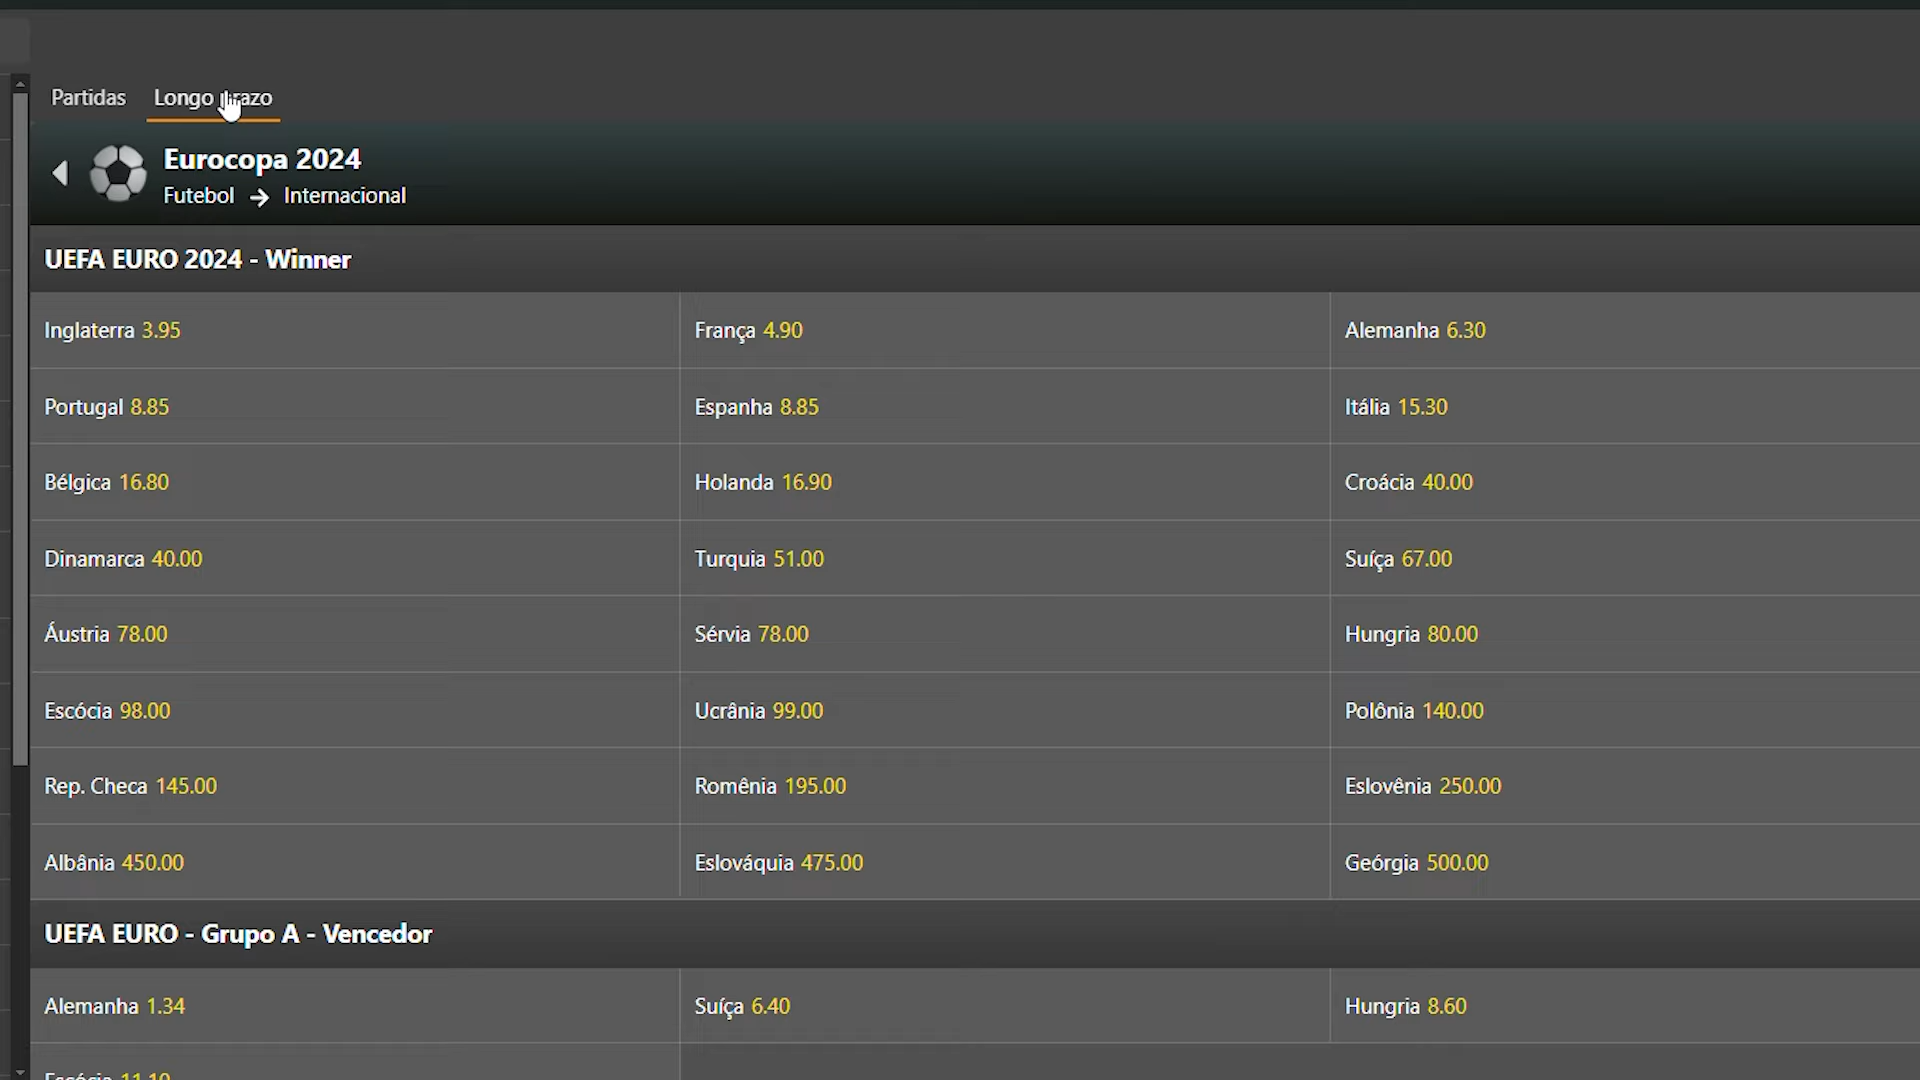 Partidas Longo prazo
Eurocopa 2024
Futebol → Internacional
UEFA EURO 2024 - Winner
Inglaterra 3.95 França 4.90 Alemanha 6.30
Portugal 8.85 Espanha 8.85 Itália 15.30
Bélgica 16.80 Holanda 16.90 Croácia 40.00
Dinamarca 40.00 Turquia 51.00 Suíça 67.00
Áustria 78.00 Sérvia 78.00 Hungria 80.00
Escócia 98.00 Ucrânia 99.00 Polônia 140.00
Rep. Checa 145.00 Romênia 195.00 Eslovênia 250.00
Albânia 450.00 Eslováquia 475.00 Geórgia 500.00
UEFA EURO - Grupo A - Vencedor
Alemanha 1.34 Suíça 6.40 Hungria 8.60
Escócia 11.10